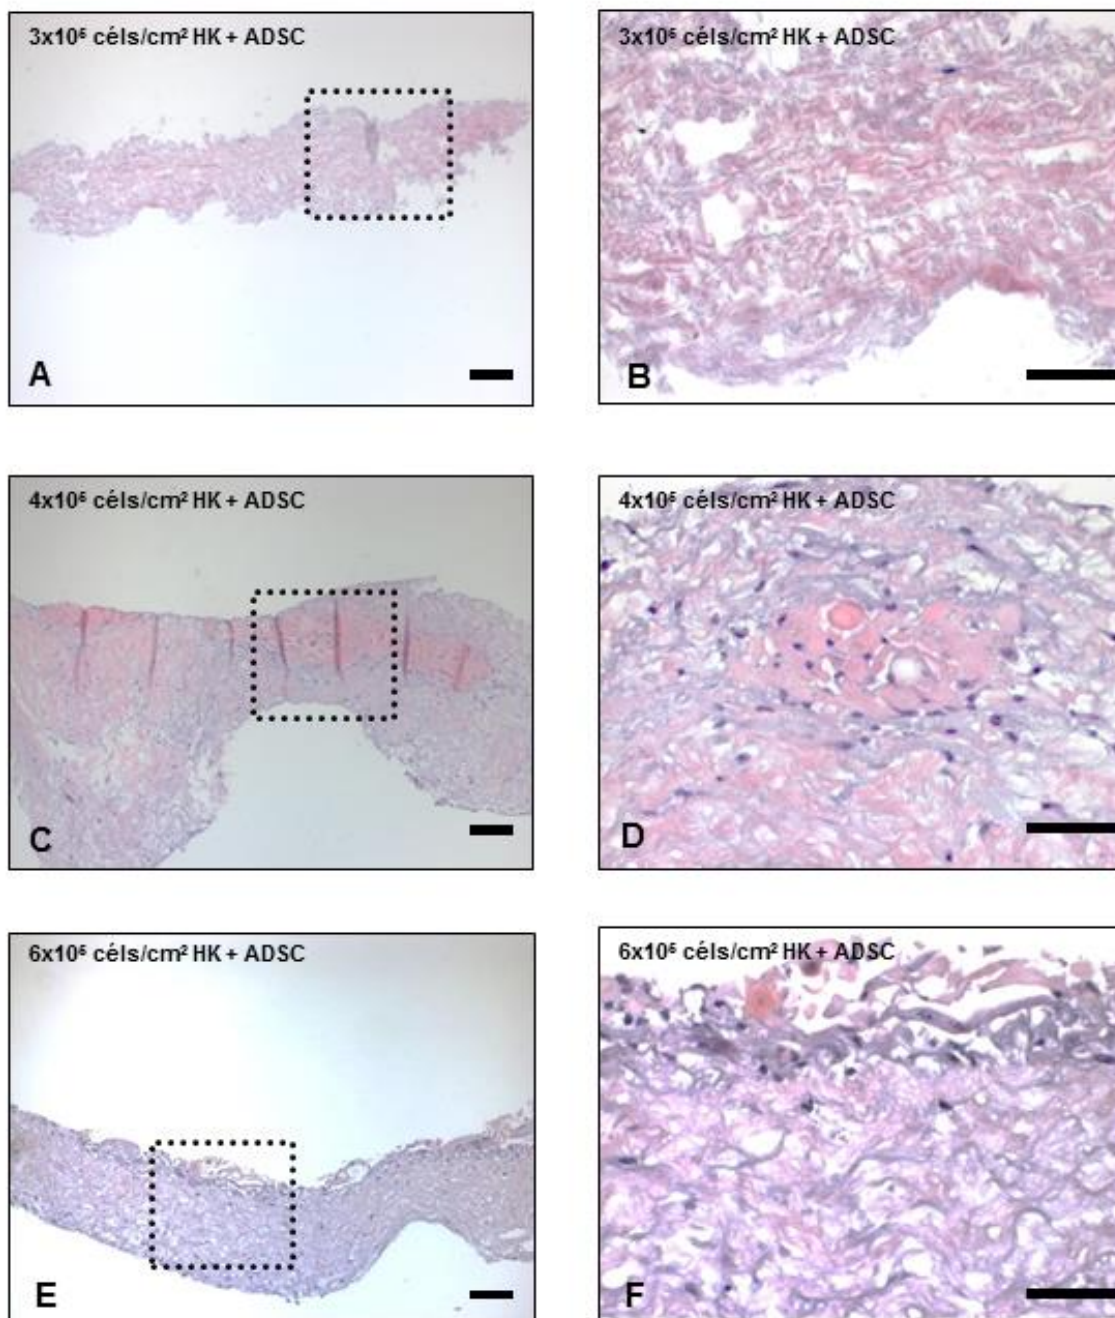 3x10⁵ céls/cm² HK + ADSC
A
3x10⁵ céls/cm² HK + ADSC
B
4x10⁵ céls/cm² HK + ADSC
C
4x10⁵ céls/cm² HK + ADSC
D
6x10⁵ céls/cm² HK + ADSC
E
6x10⁵ céls/cm² HK + ADSC
F